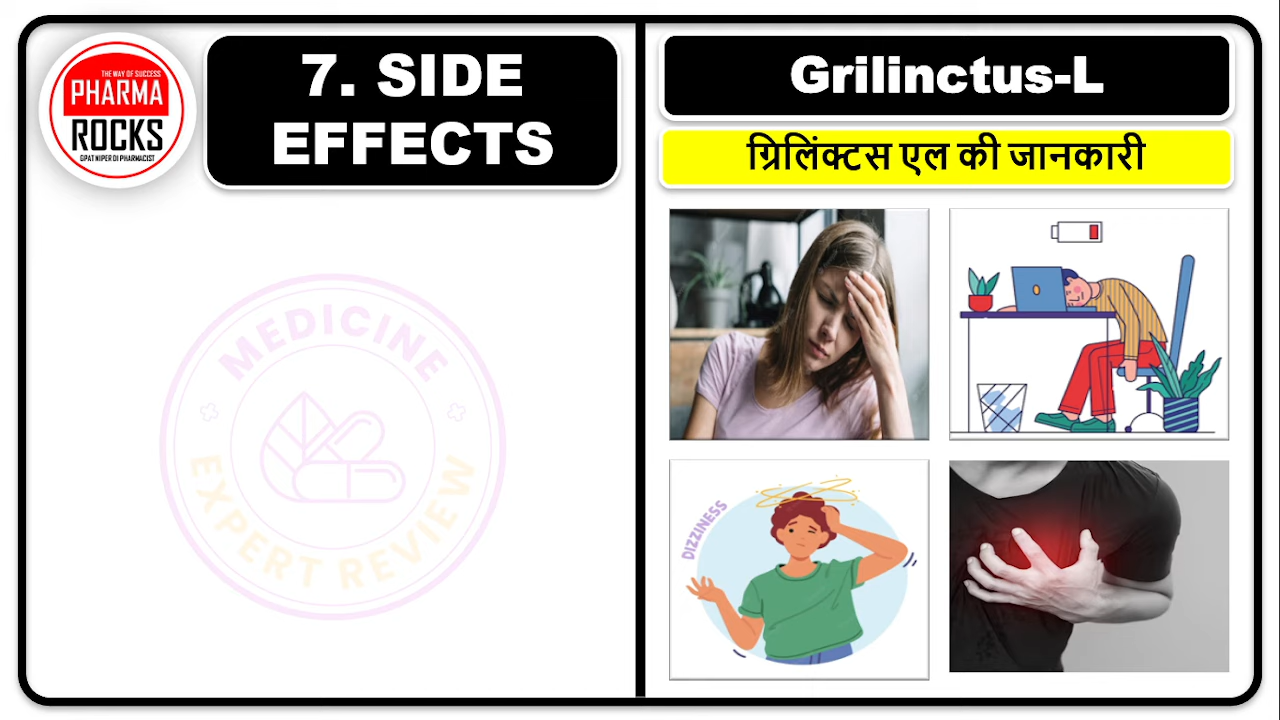 THE WAY OF SUCCESS
PHARMA
ROCKS
GPAT NIPER DI PHARMACIST
7. SIDE
EFFECTS
MEDICINE
EXPERT REVIEW
Grilinctus-L
ग्रिलिंक्टस एल की जानकारी
DIZZINESS